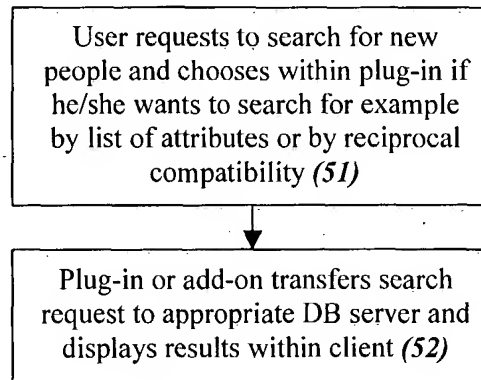 User requests to search for new
people and chooses within plug-in if
he/she wants to search for example
by list of attributes or by reciprocal
compatibility (51)
Plug-in or add-on transfers search
request to appropriate DB server and
displays results within client (52)